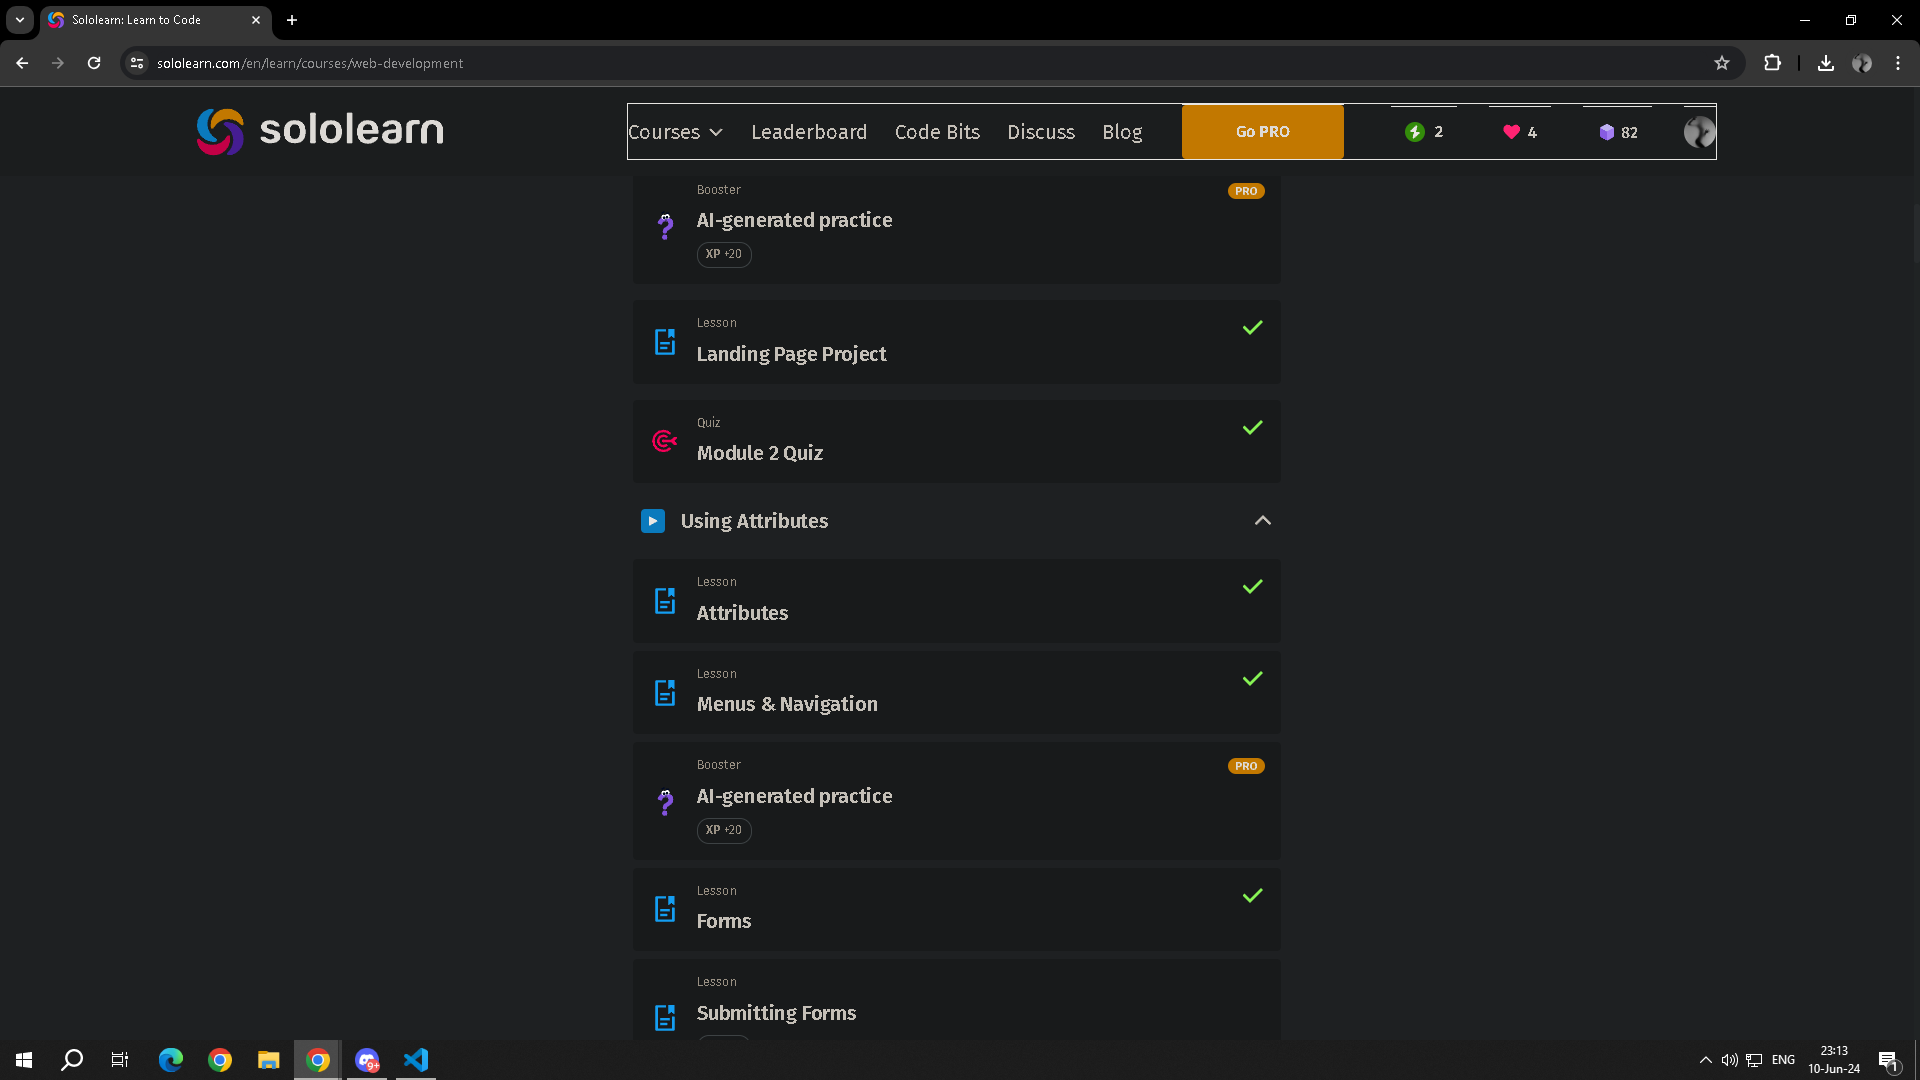 Sololearn: Learn to Code
sololearn.com/en/learn/courses/web-development
sololearn
Courses Leaderboard Code Bits Discuss Blog Go PRO 2 4 82
Booster PRO
AI-generated practice
XP +20
Lesson
Landing Page Project
Quiz
Module 2 Quiz
Using Attributes
Lesson
Attributes
Lesson
Menus & Navigation
Booster PRO
AI-generated practice
XP +20
Lesson
Forms
Lesson
Submitting Forms
9+
ENG
23:13
10-Jun-24
1